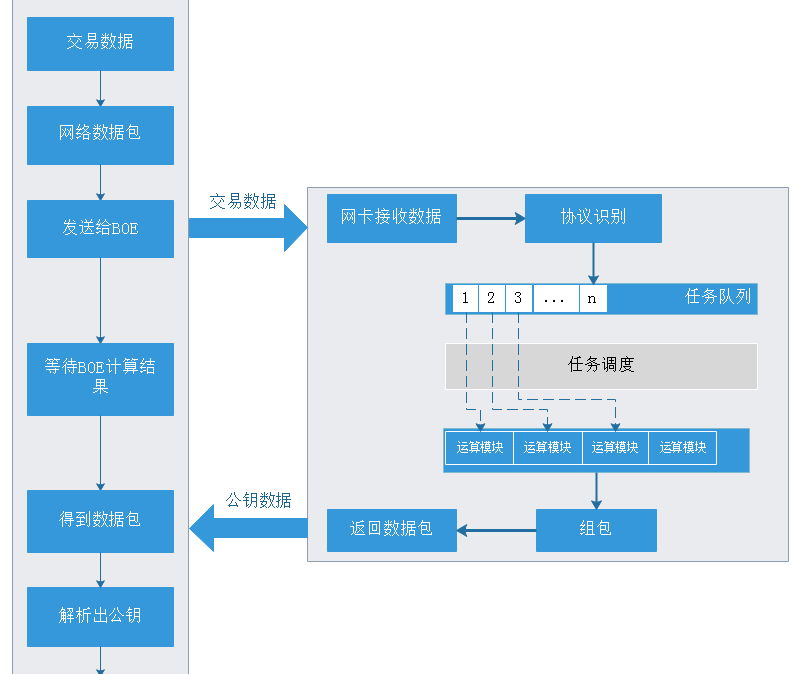 交易数据
网络数据包
发送给BOE
等待BOE计算结
果
得到数据包
解析出公钥
交易数据
公钥数据
网卡接收数据
协议识别
1 2 3 ... n 任务队列
任务调度
运算模块 运算模块 运算模块 运算模块
返回数据包
组包